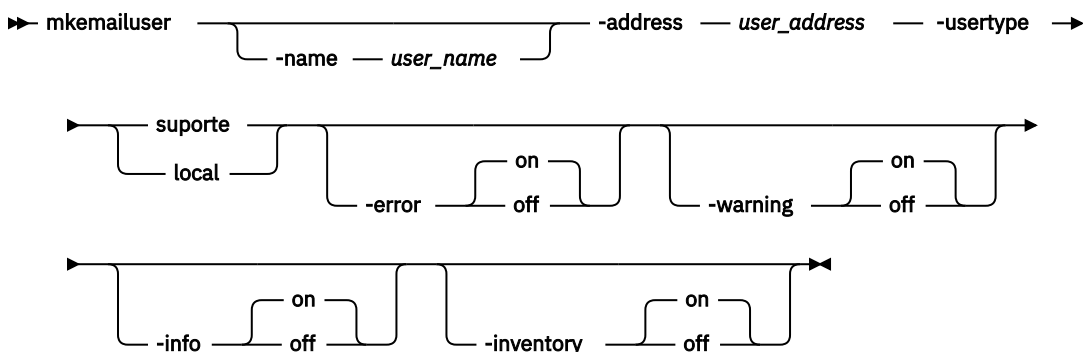 mkemailuser -address user_address -usertype
-name user_name
suporte
local
on on
-error off -warning off
on on
-info off -inventory off